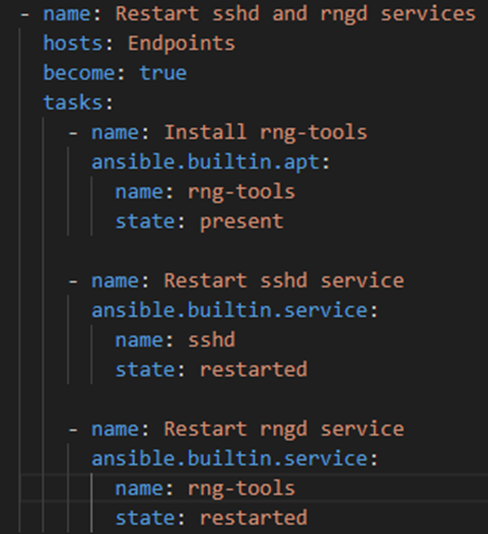 - name: Restart sshd and rngd services
  hosts: Endpoints
  become: true
  tasks:
    - name: Install rng-tools
      ansible.builtin.apt:
        name: rng-tools
        state: present

    - name: Restart sshd service
      ansible.builtin.service:
        name: sshd
        state: restarted

    - name: Restart rngd service
      ansible.builtin.service:
        name: rng-tools
        state: restarted